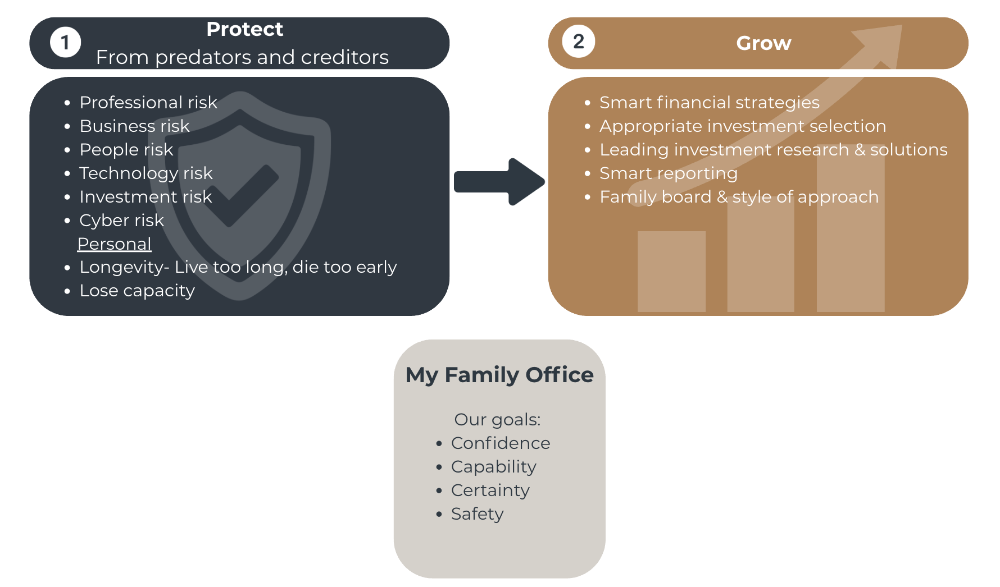 1
Protect
From predators and creditors
• Professional risk
• Business risk
• People risk
• Technology risk
• Investment risk
• Cyber risk
Personal
• Longevity- Live too long, die too early
• Lose capacity
2
Grow
• Smart financial strategies
• Appropriate investment selection
• Leading investment research & solutions
• Smart reporting
• Family board & style of approach
My Family Office
Our goals:
• Confidence
• Capability
• Certainty
• Safety